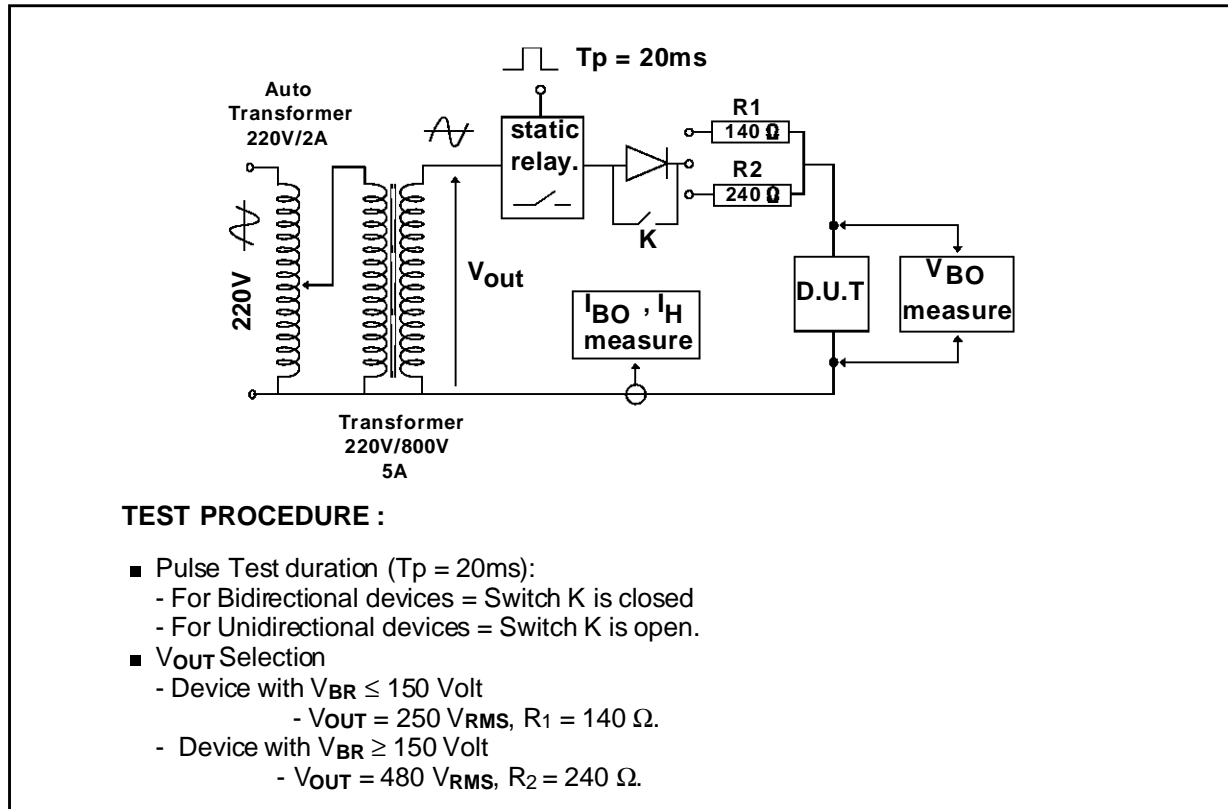 Tp = 20ms
Auto
Transformer
220V/2A
static
relay.
R1
140 Ω
R2
240 Ω
K
220V
Vout
IBO , IH
measure
D.U.T
VBO
measure
Transformer
220V/800V
5A
TEST PROCEDURE :
■ Pulse Test duration (Tp = 20ms):
- For Bidirectional devices = Switch K is closed
- For Unidirectional devices = Switch K is open.
■ VOUT Selection
- Device with VBR ≤ 150 Volt
- VOUT = 250 VRMS, R1 = 140 Ω.
- Device with VBR ≥ 150 Volt
- VOUT = 480 VRMS, R2 = 240 Ω.